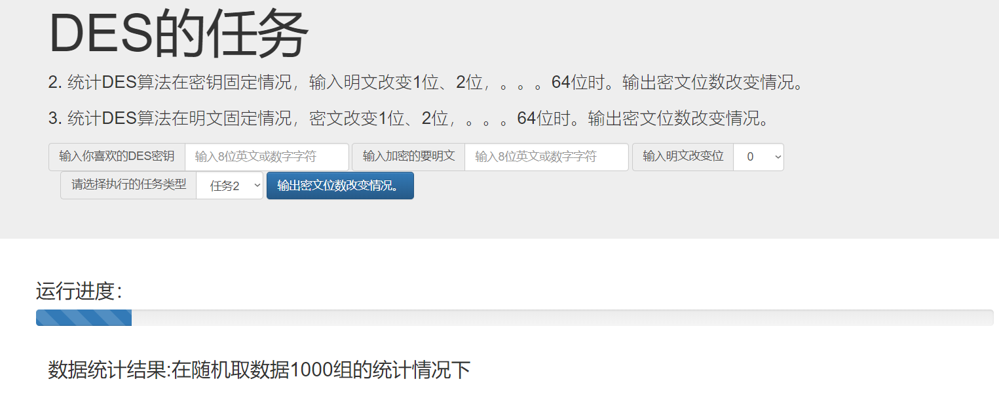 DES的任务
2. 统计DES算法在密钥固定情况，输入明文改变1位、2位，。。。64位时。输出密文位数改变情况。
3. 统计DES算法在明文固定情况，密文改变1位、2位，。。。64位时。输出密文位数改变情况。
输入你喜欢的DES密钥 输入8位英文或数字字符 输入加密的要明文 输入8位英文或数字字符 输入明文改变位 0
请选择执行的任务类型 任务2 输出密文位数改变情况。
运行进度：
数据统计结果:在随机取数据1000组的统计情况下